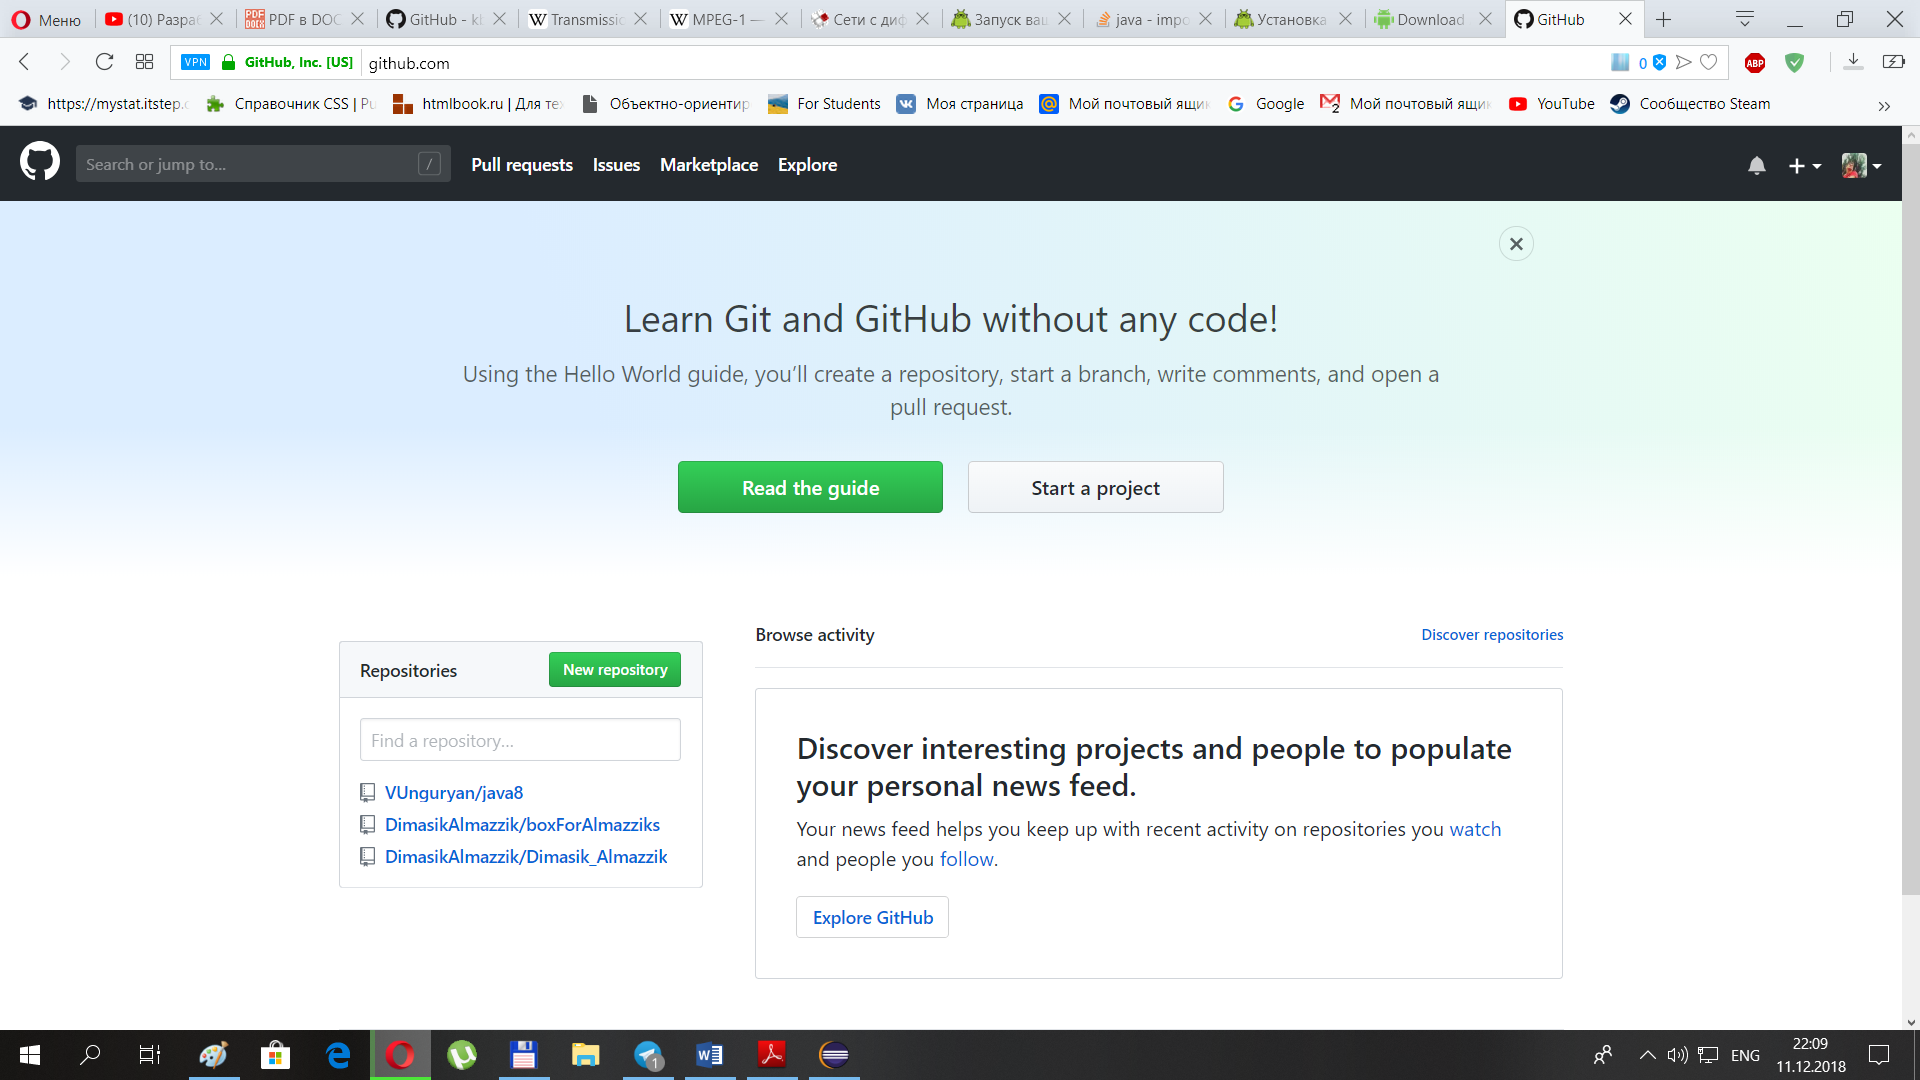 Меню
(10) Разраб
PDF в DOC
GitHub - kb
Transmissio
MPEG-1 —
Сети с диф
Запуск ваш
java - impo
Установка
Download
GitHub
VPN
GitHub, Inc. [US]
github.com
0
ABP
https://mystat.itstep.o
Справочник CSS | Pu
htmlbook.ru | Для те
Объектно-ориентир
For Students
Моя страница
Мой почтовый ящик
Google
Мой почтовый ящик
YouTube
Сообщество Steam
Search or jump to...
/
Pull requests
Issues
Marketplace
Explore
Learn Git and GitHub without any code!
Using the Hello World guide, you’ll create a repository, start a branch, write comments, and open a
pull request.
Read the guide
Start a project
Repositories
New repository
Find a repository…
VUnguryan/java8
DimasikAlmazzik/boxForAlmazziks
DimasikAlmazzik/Dimasik_Almazzik
Browse activity
Discover repositories
Discover interesting projects and people to populate
your personal news feed.
Your news feed helps you keep up with recent activity on repositories you watch
and people you follow.
Explore GitHub
1
ENG
22:09
11.12.2018